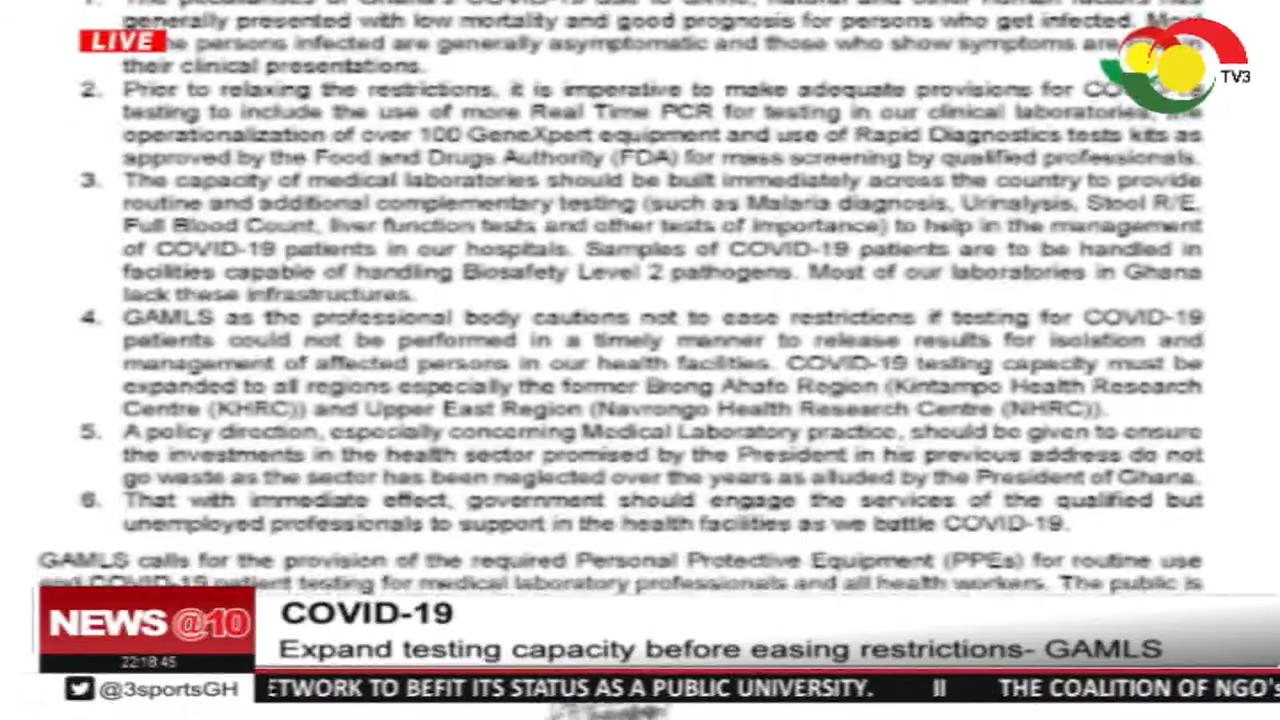 generally presented with low mortality and good prognosis for persons who get infected.
LIVE
persons infected are generally asymptomatic and those who show symptoms are
their clinical presentations.
TV3
2. Prior to relaxing the restrictions, it is imperative to make adequate provisions for
testing to include the use of more Real Time PCR for testing in our clinical laboratories,
operationalization of over 100 GeneXpert equipment and use of Rapid Diagnostics tests kits as
approved by the Food and Drugs Authority (FDA) for mass screening by qualified professionals.
3. The capacity of medical laboratories should be built immediately across the country to provide
routine and additional complementary testing (such as Malaria diagnosis, Urinalysis, Stool R/E,
Full Blood Count, liver function tests and other tests of importance) to help in the management
of COVID-19 patients in our hospitals. Samples of COVID-19 patients are to be handled in
facilities capable of handling Biosafety Level 2 pathogens. Most of our laboratories in Ghana
lack these infrastructures.
4. GAMLS as the professional body cautions not to ease restrictions if testing for COVID-19
patients could not be performed in a timely manner to release results for isolation and
management of affected persons in our health facilities. COVID-19 testing capacity must be
expanded to all regions especially the former Brong Ahafo Region (Kintampo Health Research
Centre (KHRC)) and Upper East Region (Navrongo Health Research Centre (NHRC)).
5. A policy direction, especially concerning Medical Laboratory practice, should be given to ensure
the investments in the health sector promised by the President in his previous address do not
go waste as the sector has been neglected over the years as alluded by the President of Ghana.
6. That with immediate effect, government should engage the services of the qualified but
unemployed professionals to support in the health facilities as we battle COVID-19.
GAMLS calls for the provision of the required Personal Protective Equipment (PPEs) for routine use
and COVID-19 patient testing for medical laboratory professionals and all health workers. The public is
NEWS @10
22:18:45
COVID-19
Expand testing capacity before easing restrictions- GAMLS
@3sportsGH
ETWORK TO BEFIT ITS STATUS AS A PUBLIC UNIVERSITY. || THE COALITION OF NGO's